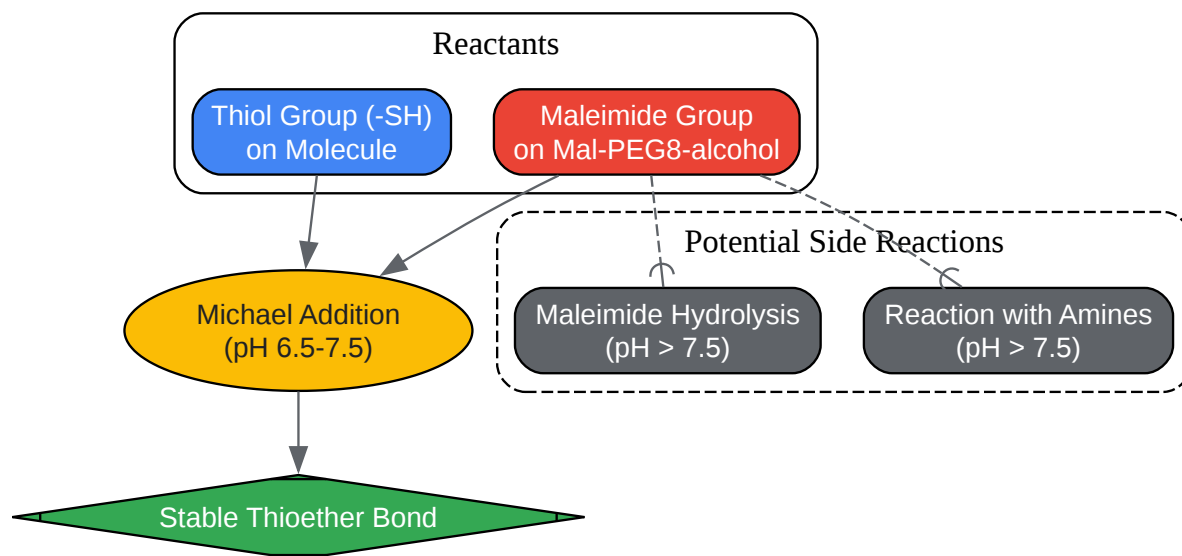 Reactants
Thiol Group (-SH)
on Molecule
Maleimide Group
on Mal-PEG8-alcohol
Potential Side Reactions
Michael Addition
(pH 6.5-7.5)
Maleimide Hydrolysis
(pH > 7.5)
Reaction with Amines
(pH > 7.5)
Stable Thioether Bond